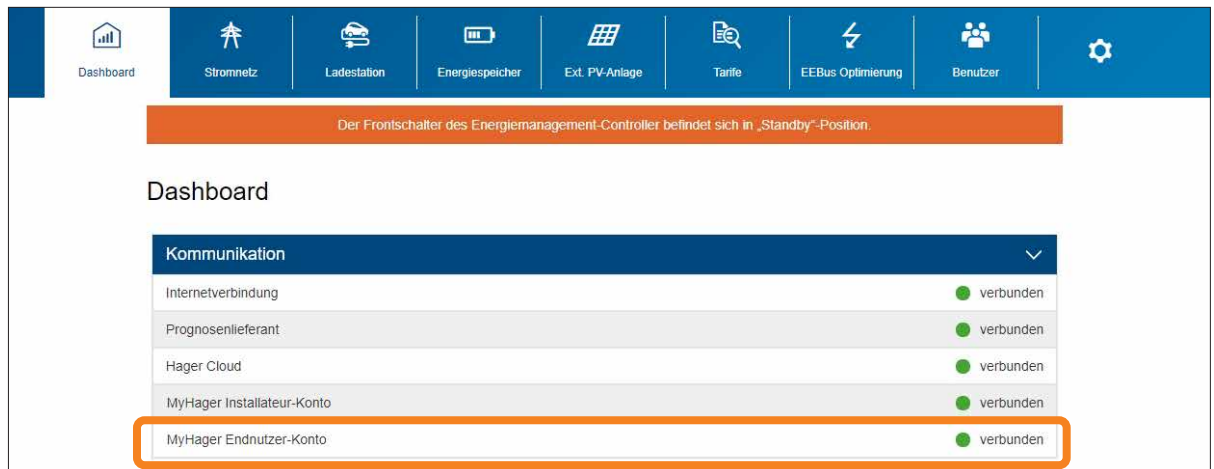 Dashboard
Stromnetz
Ladestation
Energiespeicher
Ext. PV-Anlage
Tarife
EEBus Optimierung
Benutzer
Der Frontschalter des Energiemanagement-Controller befindet sich in „Standby"-Position.
Dashboard
Kommunikation
Internetverbindung verbunden
Prognosenlieferant verbunden
Hager Cloud verbunden
MyHager Installateur-Konto verbunden
MyHager Endnutzer-Konto verbunden